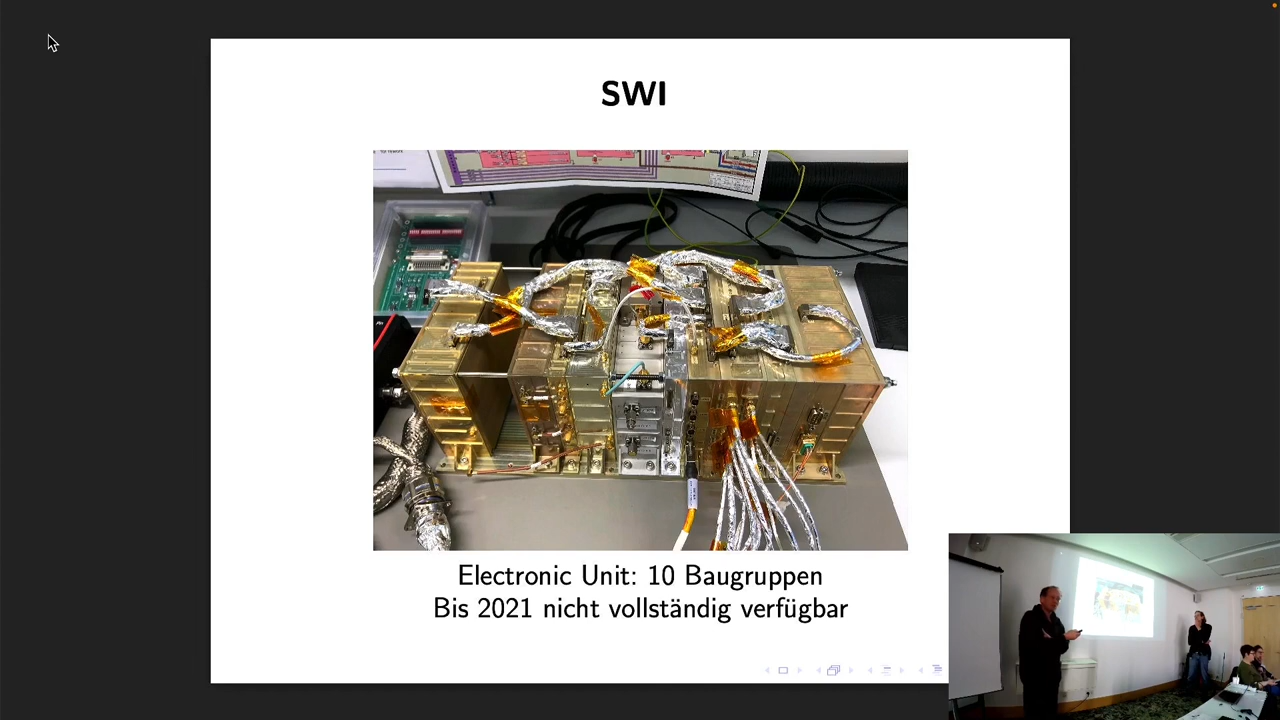 SWI
Electronic Unit: 10 Baugruppen
Bis 2021 nicht vollständig verfügbar